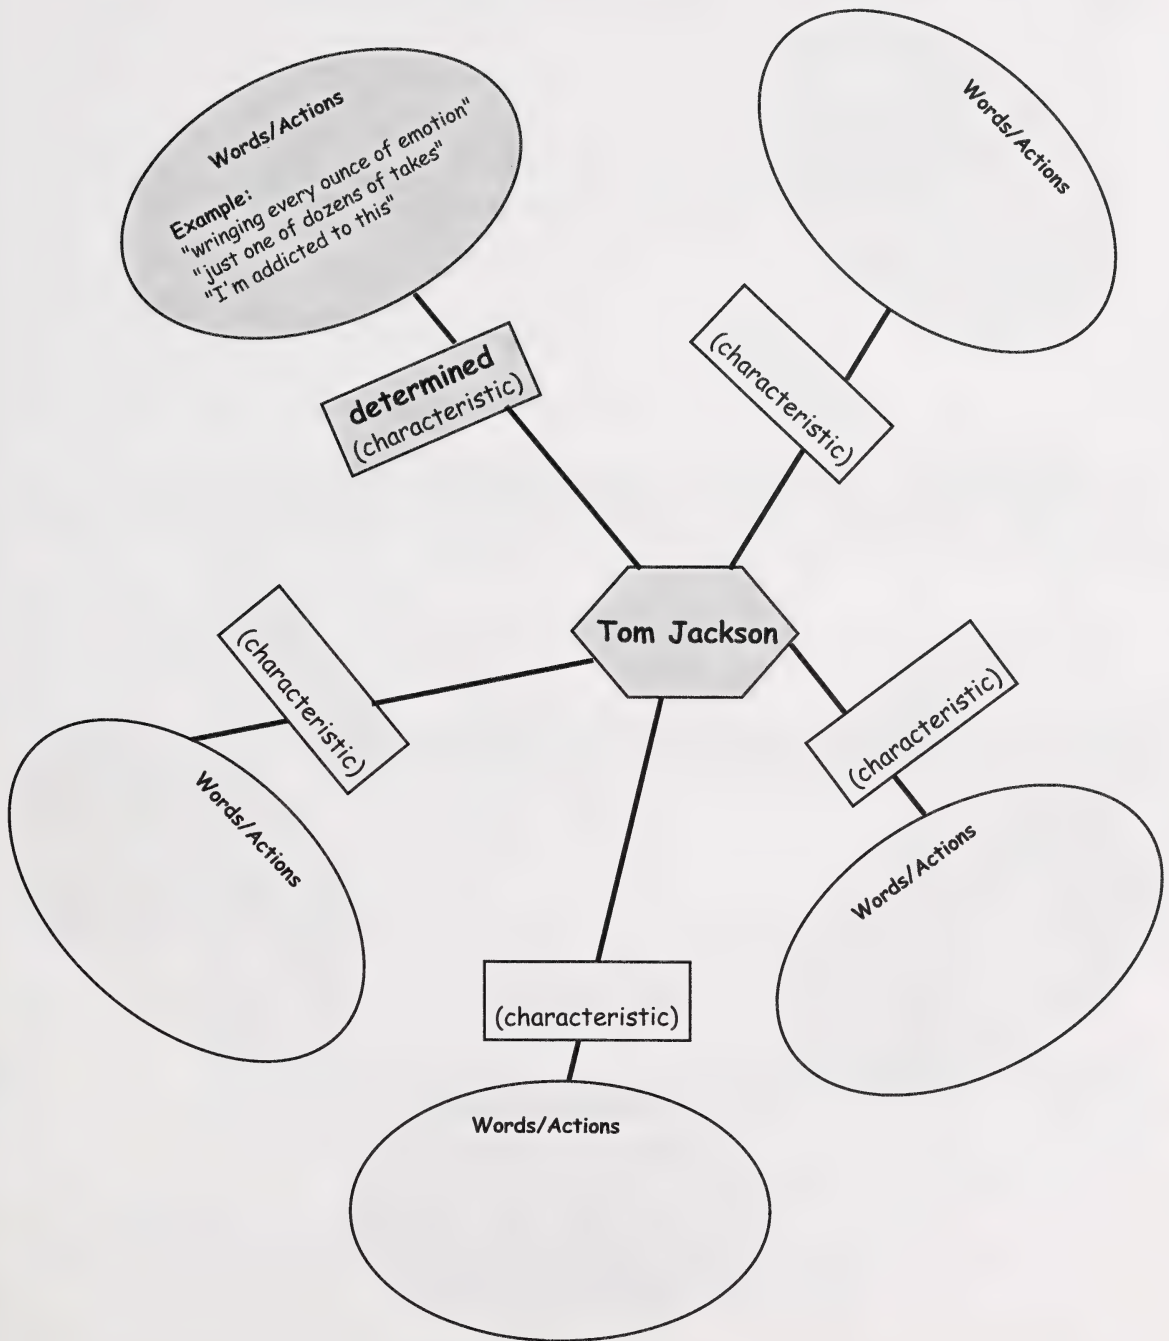 Words/Actions
Example:
"wringing every ounce of emotion"
"just one of dozens of takes"
"I'm addicted to this"
determined
(characteristic)
Words/Actions
(characteristic)
Tom Jackson
(characteristic)
Words/Actions
(characteristic)
Words/Actions
(characteristic)
Words/Actions